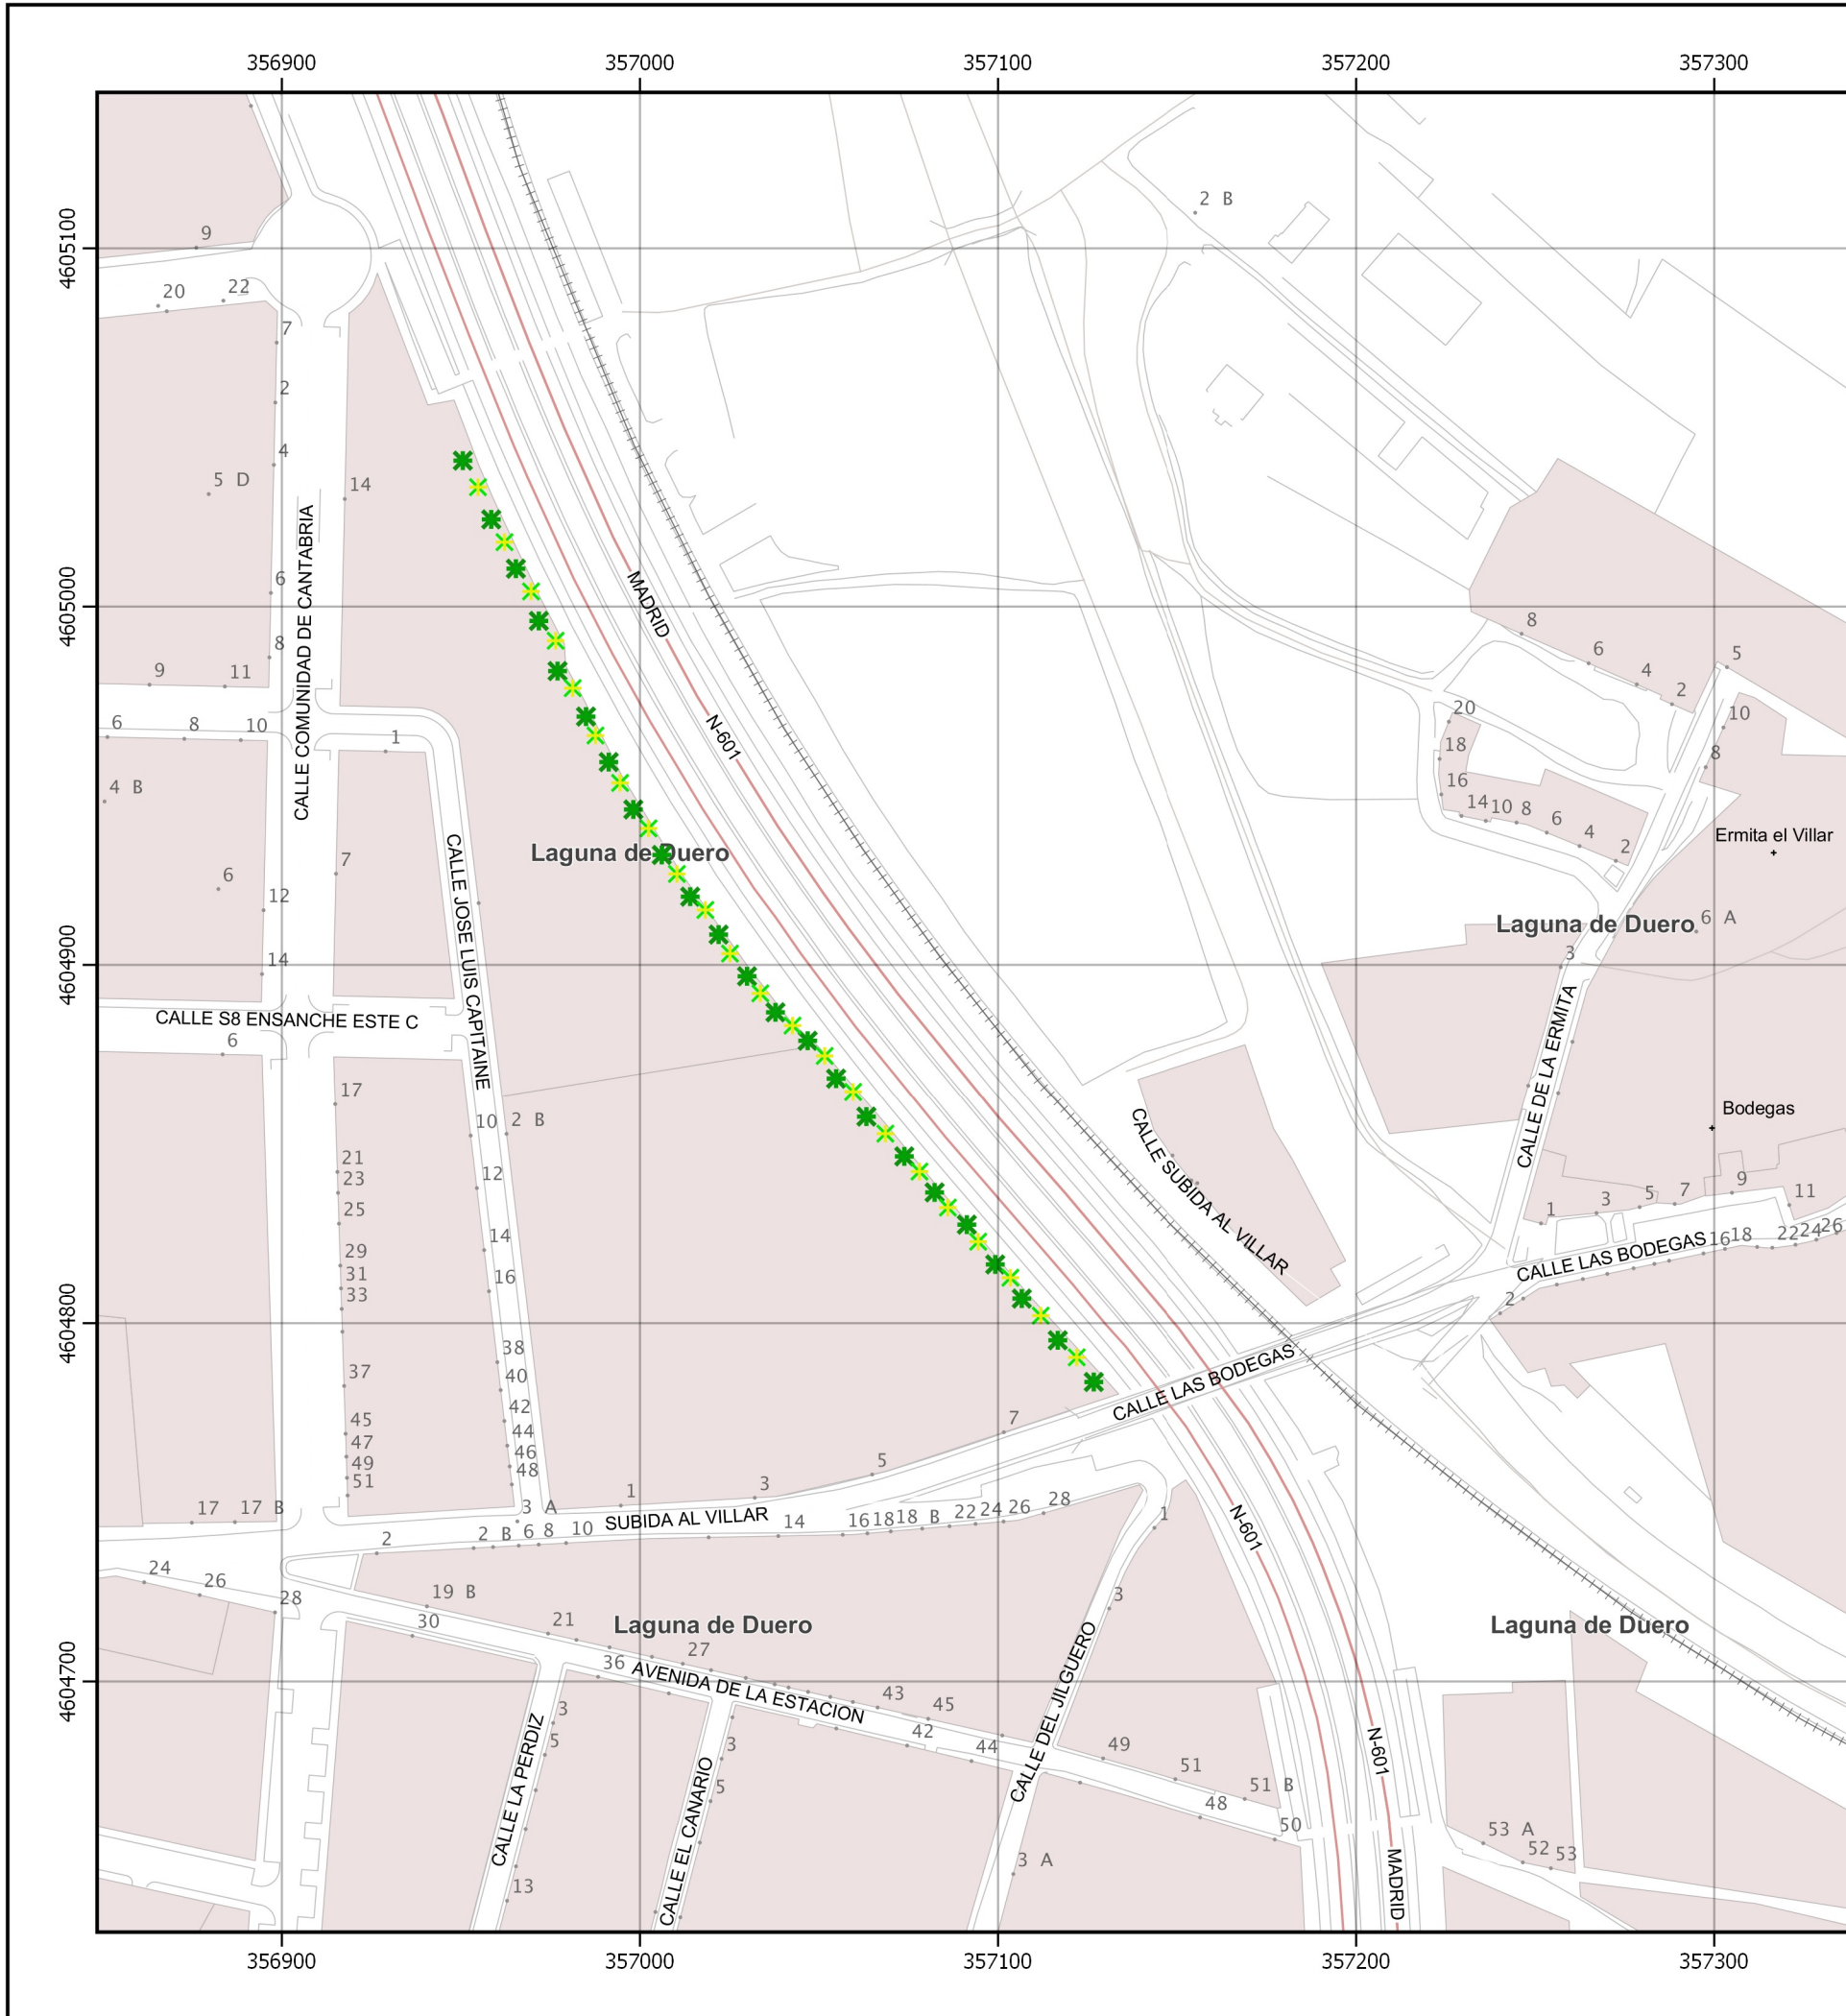 356900 357000 357100 357200 357300
4605100
4605000
4604900
4604800
4604700
2 B
9
20 22
7
2
4
5 D
14
6
CALLE COMUNIDAD DE CANTABRIA
8
9 11
6 8 10
1
4 B
7
6
12
14
CALLE S8 ENSANCHE ESTE C
6
CALLE JOSE LUIS CAPITAINE
MADRID
N-601
Laguna de Duero
8
6
4
2
5
10
8
20
18
16
14 10 8 6 4 2
Ermita el Villar
6 A
Laguna de Duero
3
CALLE DE LA ERMITA
Bodegas
17
21
23
25
29
31
33
37
45
47
49
51
10 2 B
12
14
16
38
40
42
44
46
48
CALLE SUBIDA AL VILLAR
1 3 5 7 9 11
16 18 22 24 26
CALLE LAS BODEGAS
2
CALLE LAS BODEGAS
7
5
3
1
3 A
17 17 B
SUBIDA AL VILLAR
2 2 B 6 8 10 14 16 18 18 B 22 24 26 28
1
N-601
24
26
28
19 B
30
21
Laguna de Duero
27
36
AVENIDA DE LA ESTACION
43
45
42
44
3
CALLE DEL JILGUERO
49
51
51 B
48
50
Laguna de Duero
N-601
MADRID
3
5
CALLE LA PERDIZ
13
3
5
CALLE EL CANARIO
3 A
53 A
52 53
356900 357000 357100 357200 357300